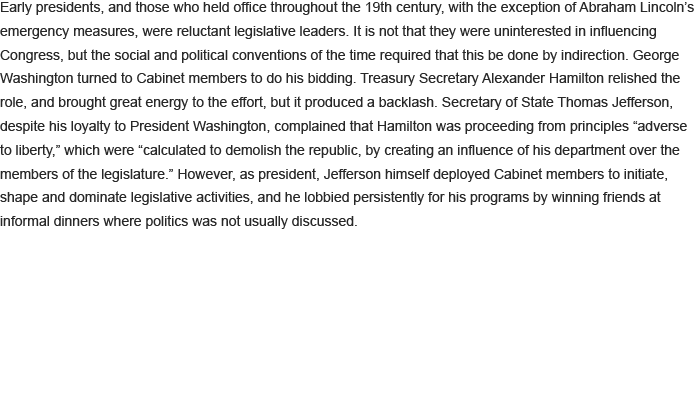 Early presidents, and those who held office throughout the 19th century, with the exception of Abraham Lincoln’s
emergency measures, were reluctant legislative leaders. It is not that they were uninterested in influencing
Congress, but the social and political conventions of the time required that this be done by indirection. George
Washington turned to Cabinet members to do his bidding. Treasury Secretary Alexander Hamilton relished the
role, and brought great energy to the effort, but it produced a backlash. Secretary of State Thomas Jefferson,
despite his loyalty to President Washington, complained that Hamilton was proceeding from principles “adverse
to liberty,” which were “calculated to demolish the republic, by creating an influence of his department over the
members of the legislature.” However, as president, Jefferson himself deployed Cabinet members to initiate,
shape and dominate legislative activities, and he lobbied persistently for his programs by winning friends at
informal dinners where politics was not usually discussed.